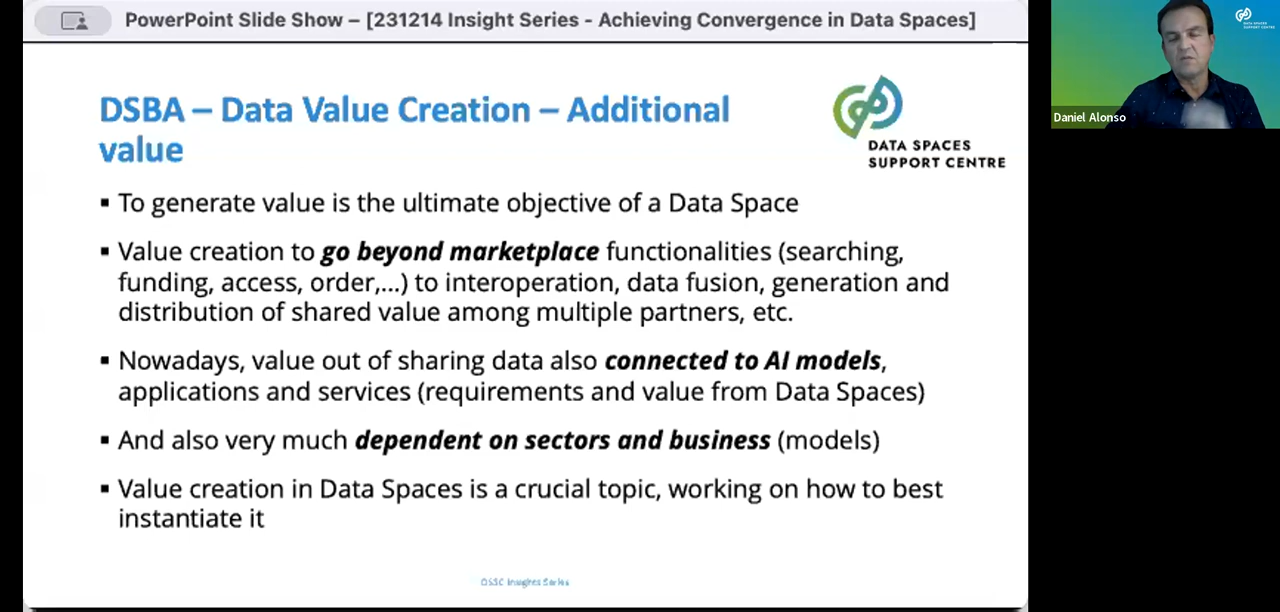 PowerPoint Slide Show – [231214 Insight Series - Achieving Convergence in Data Spaces]
DSBA – Data Value Creation – Additional
value
DATA SPACES
SUPPORT CENTRE
▪ To generate value is the ultimate objective of a Data Space
▪ Value creation to go beyond marketplace functionalities (searching,
funding, access, order,...) to interoperation, data fusion, generation and
distribution of shared value among multiple partners, etc.
▪ Nowadays, value out of sharing data also connected to AI models,
applications and services (requirements and value from Data Spaces)
▪ And also very much dependent on sectors and business (models)
▪ Value creation in Data Spaces is a crucial topic, working on how to best
instantiate it
DSSC Insights Series
DATA SPACES
SUPPORT CENTRE
Daniel Alonso